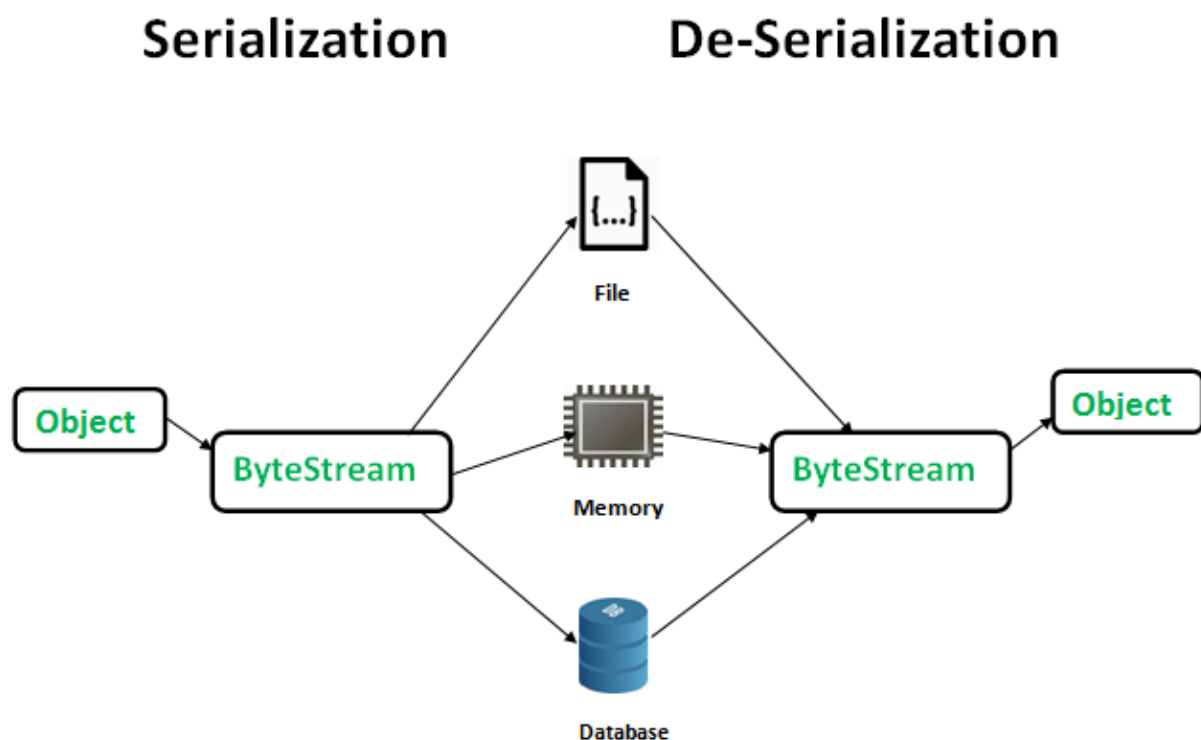 Serialization De-Serialization
{...}
File
Object
ByteStream
Memory
ByteStream
Object
Database